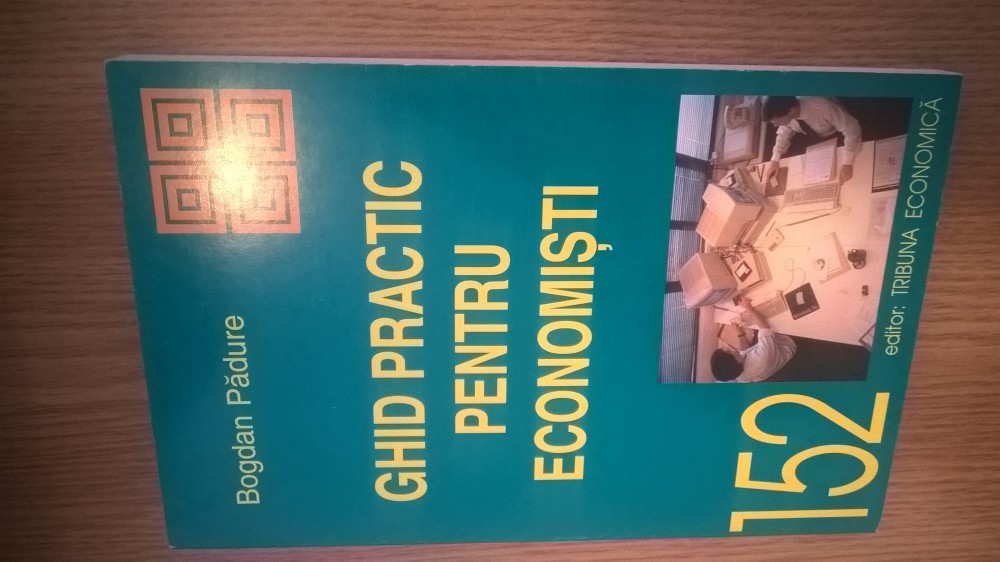 Bogdan Pădure
GHID PRACTIC
PENTRU
ECONOMIȘTI
152
editor: TRIBUNA ECONOMICĂ